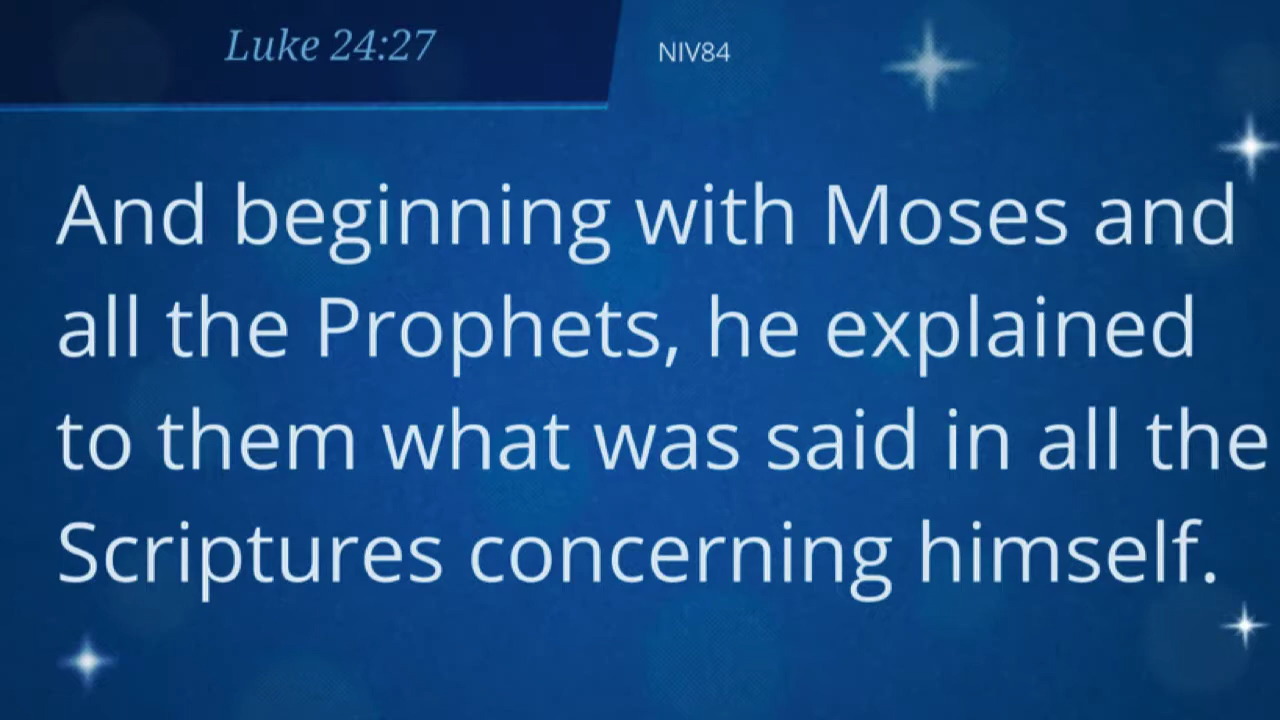 Luke 24:27 NIV84
And beginning with Moses and
all the Prophets, he explained
to them what was said in all the
Scriptures concerning himself.